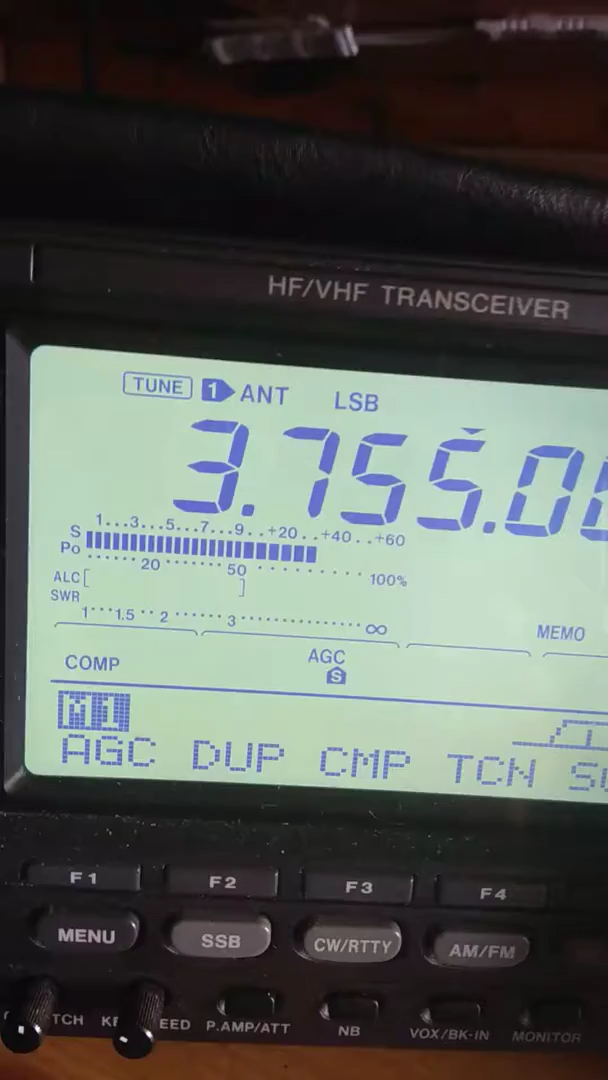 HF/VHF TRANSCEIVER
TUNE 1 ANT LSB
3.755.0
1...3...5...7...9..+20..+40..+60
S
Po
20 50 100%
ALC
SWR
1 1.5 2 3 ∞
MEMO
COMP AGC
S
M1
AGC DUP CMP TCN
F1 F2 F3 F4
MENU SSB CW/RTTY AM/FM
P.AMP/ATT NB VOX/BK-IN MONITOR